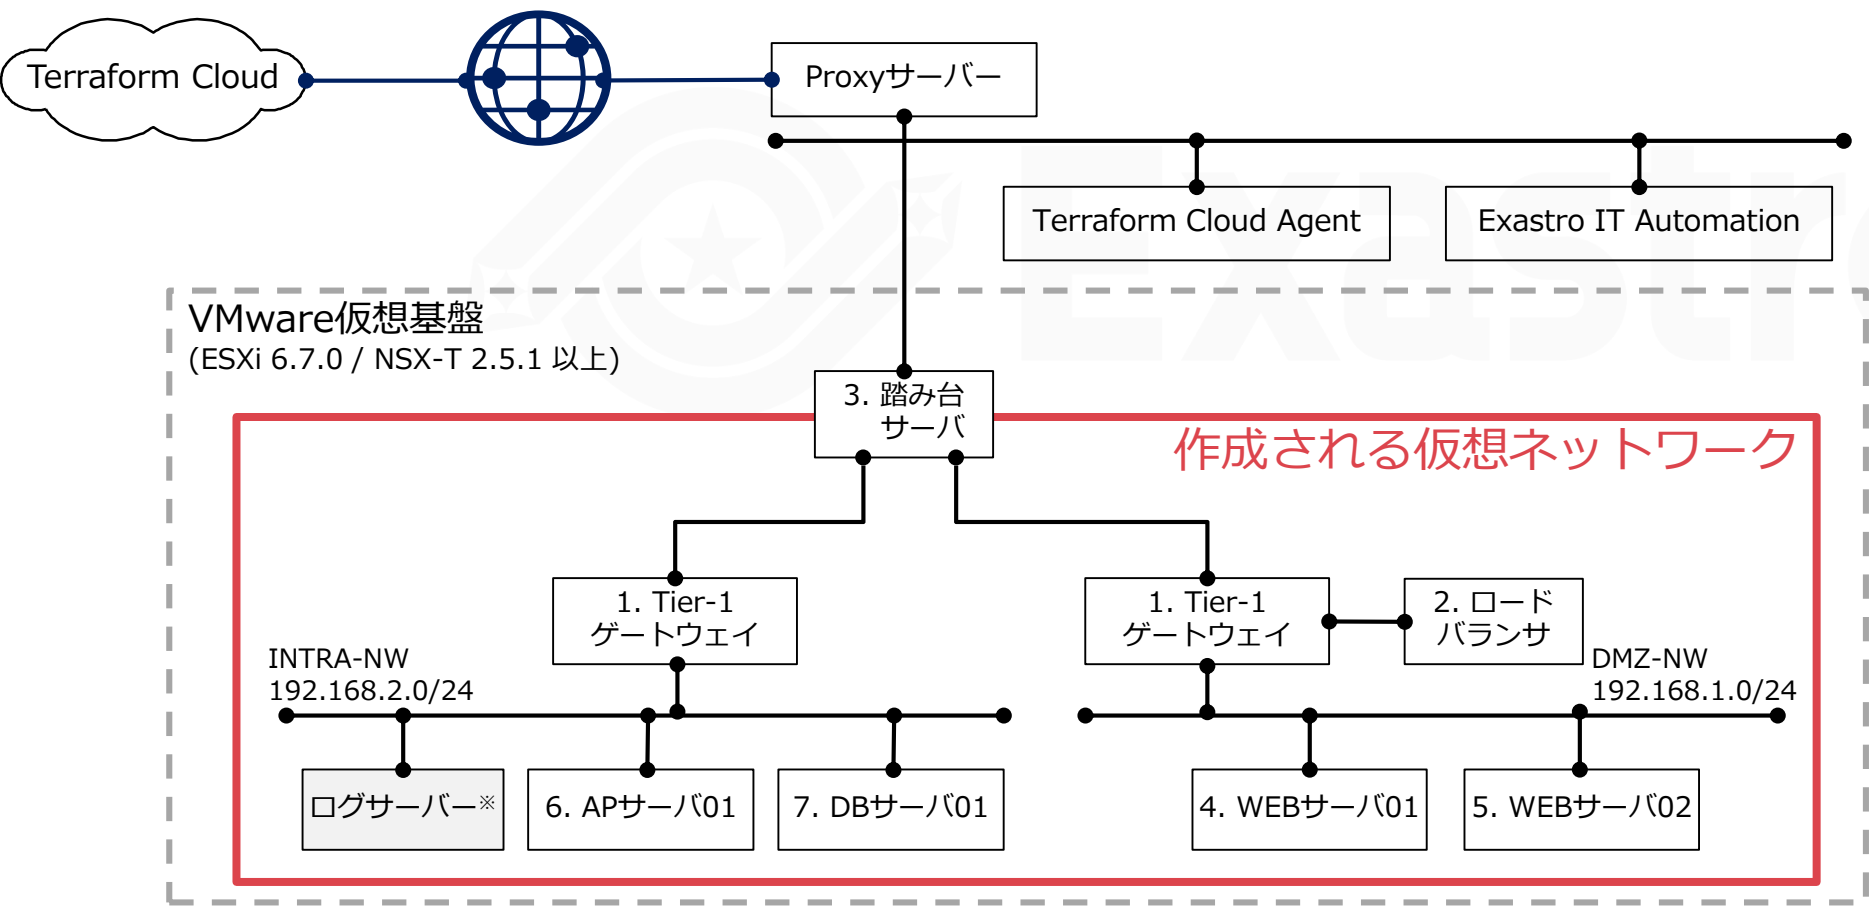 Terraform Cloud
Proxyサーバー
Terraform Cloud Agent
Exastro IT Automation
Exastro
VMware仮想基盤
(ESXi 6.7.0 / NSX-T 2.5.1 以上)
3. 踏み台
サーバ
作成される仮想ネットワーク
1. Tier-1
ゲートウェイ
1. Tier-1
ゲートウェイ
2. ロード
バランサ
INTRA-NW
192.168.2.0/24
DMZ-NW
192.168.1.0/24
ログサーバー※
6. APサーバ01
7. DBサーバ01
4. WEBサーバ01
5. WEBサーバ02